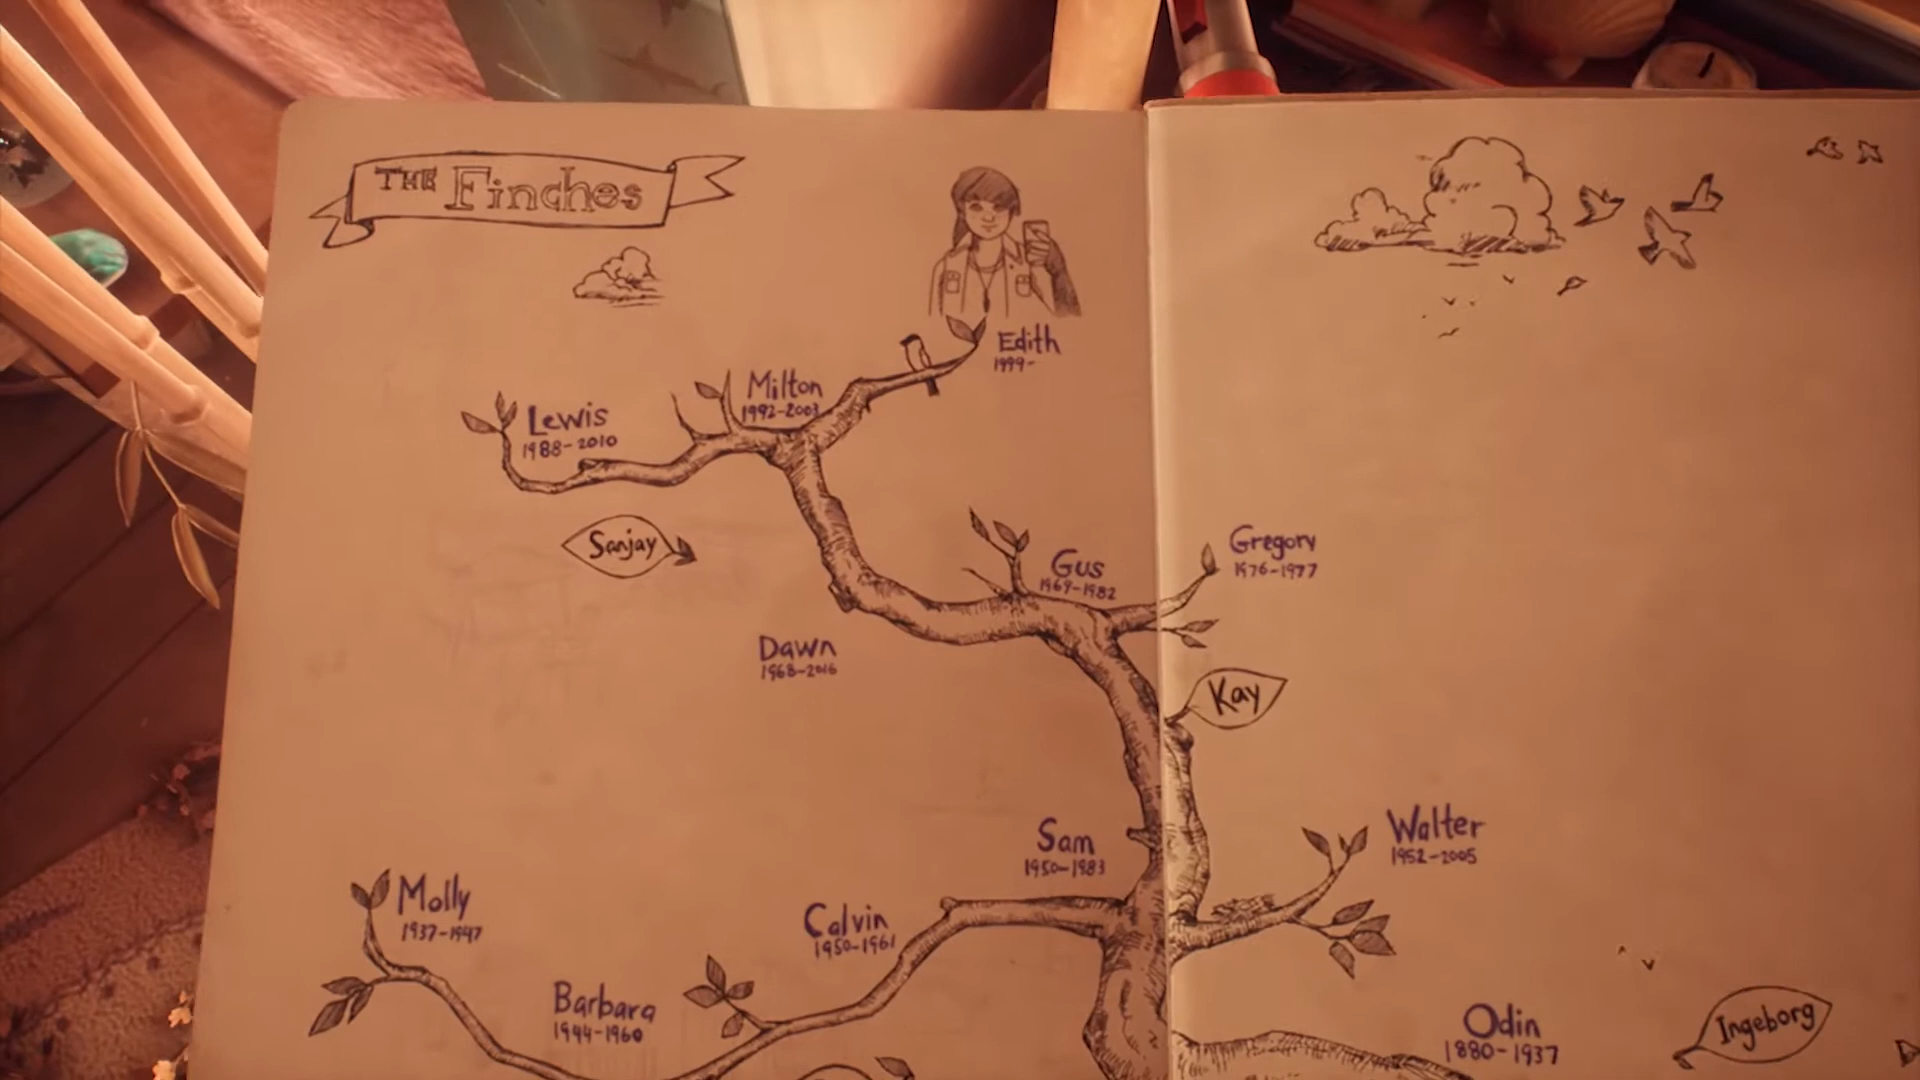 THE Finches
Edith
1999-
Milton
1992-2003
Lewis
1988-2010
Sanjay
Gus
1969-1982
Gregory
1976-1977
Dawn
1968-2016
Kay
Sam
1950-1983
Walter
1952-2005
Molly
1937-1947
Calvin
1950-1961
Barbara
1944-1960
Odin
1880-1937
Ingeborg